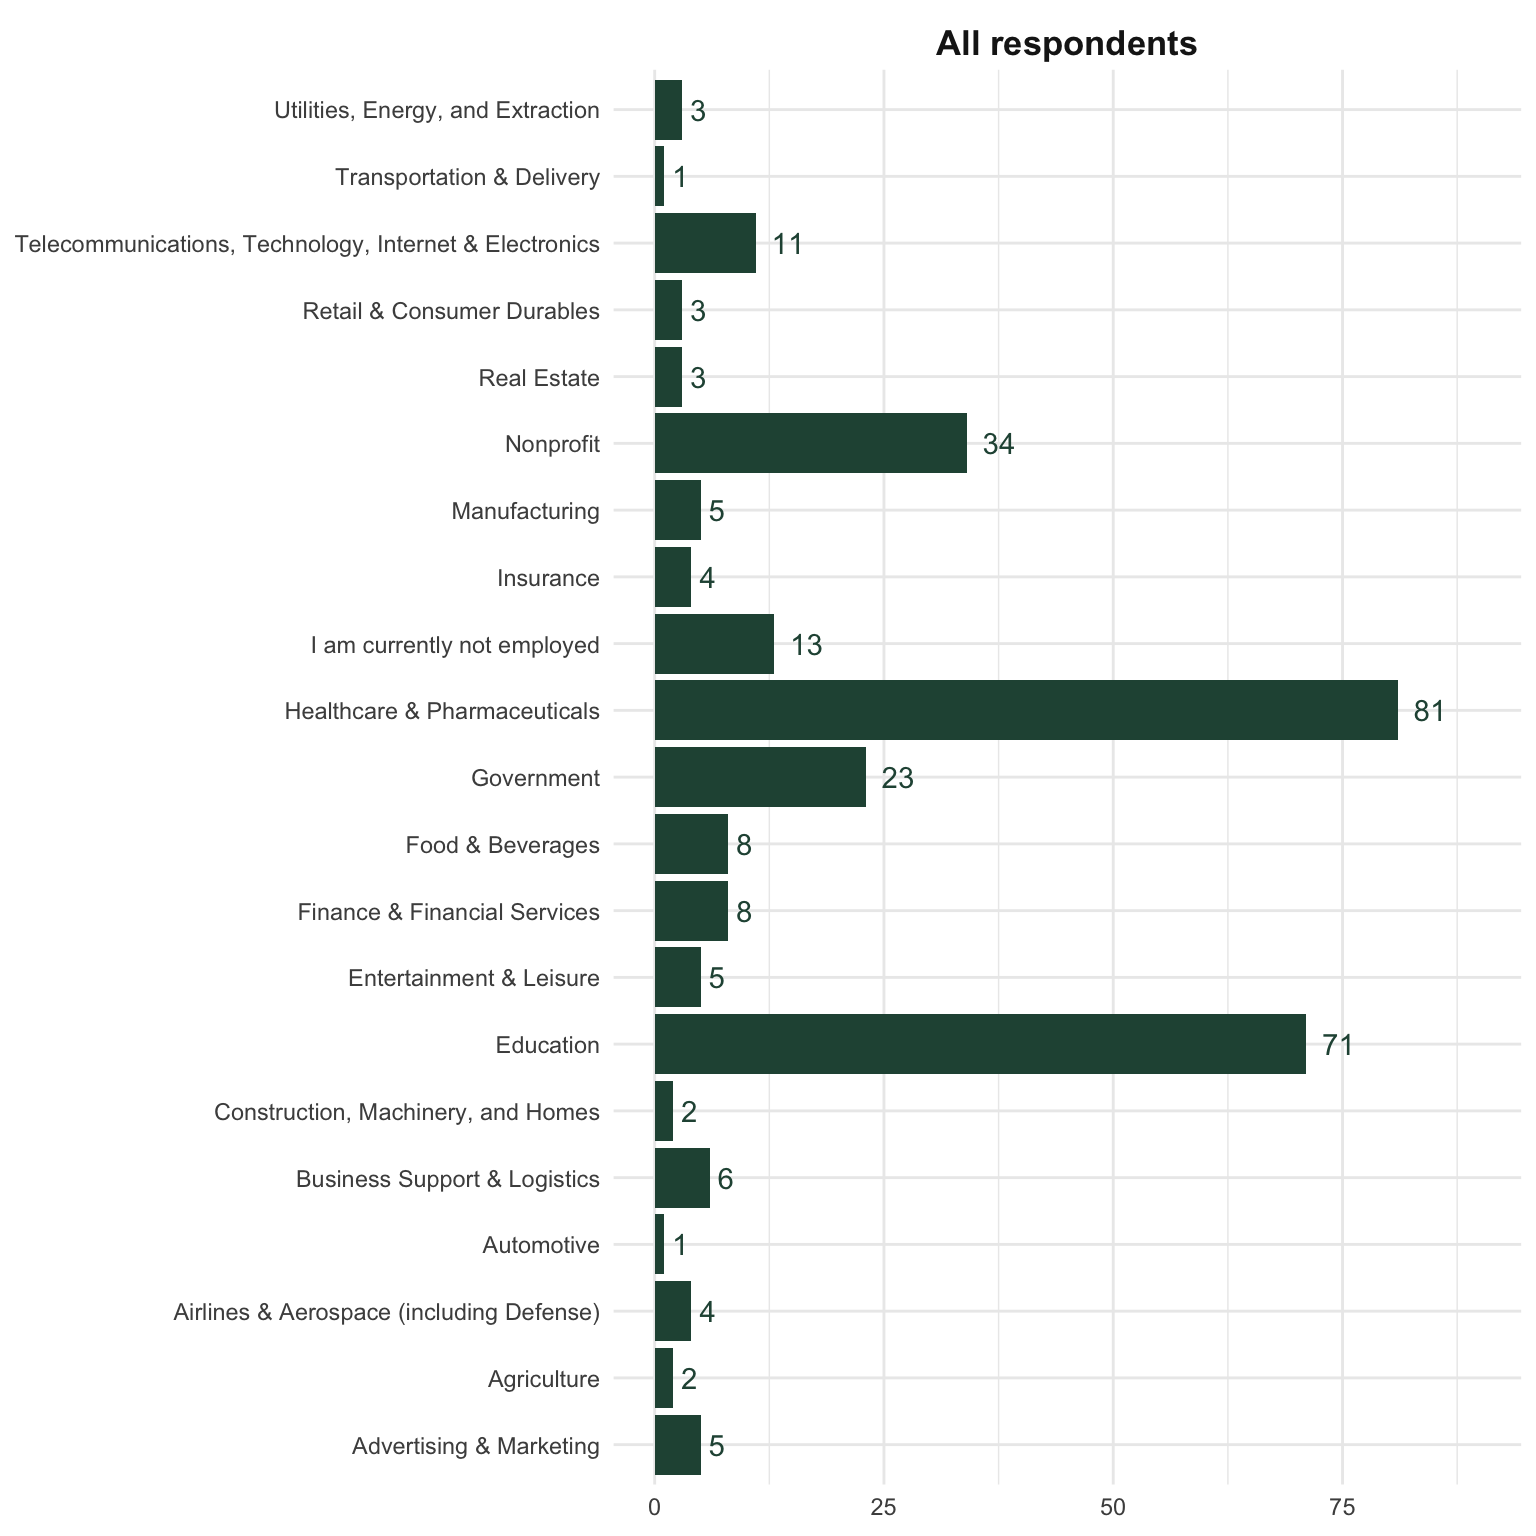 All respondents
Utilities, Energy, and Extraction 3
Transportation & Delivery 1
Telecommunications, Technology, Internet & Electronics 11
Retail & Consumer Durables 3
Real Estate 3
Nonprofit 34
Manufacturing 5
Insurance 4
I am currently not employed 13
Healthcare & Pharmaceuticals 81
Government 23
Food & Beverages 8
Finance & Financial Services 8
Entertainment & Leisure 5
Education 71
Construction, Machinery, and Homes 2
Business Support & Logistics 6
Automotive 1
Airlines & Aerospace (including Defense) 4
Agriculture 2
Advertising & Marketing 5
0 25 50 75